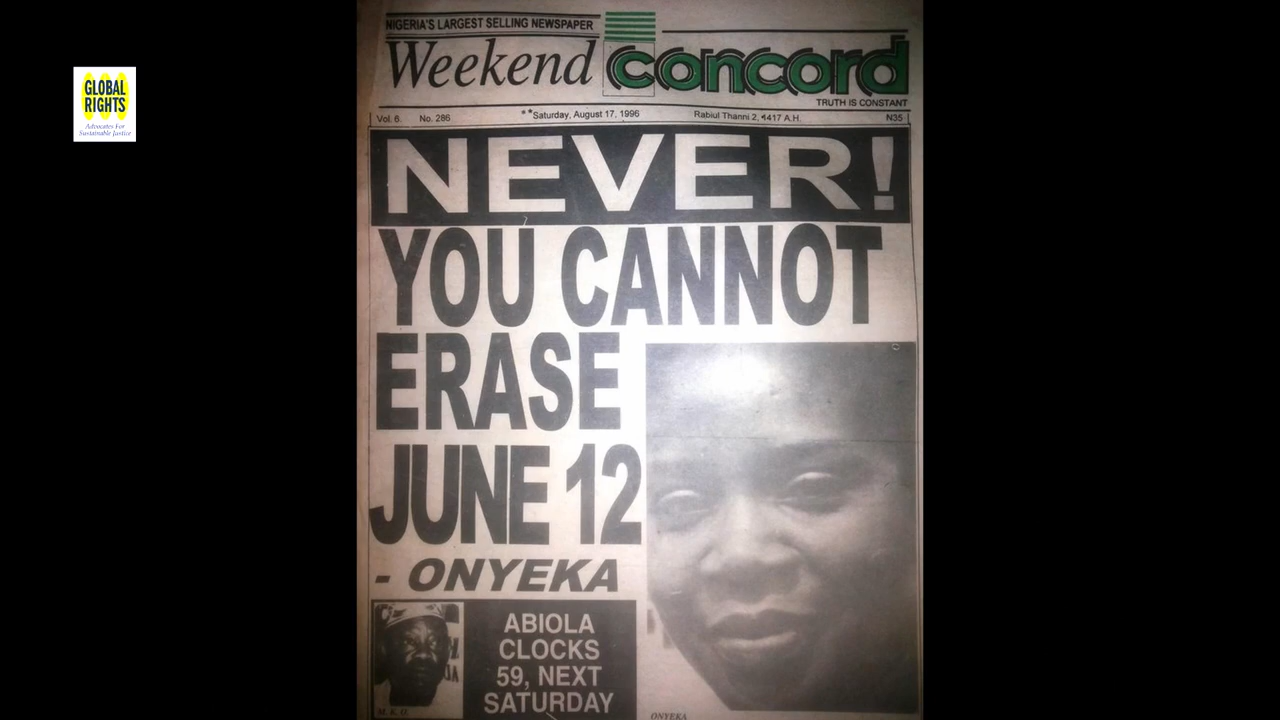 GLOBAL
RIGHTS
Advocates For
Sustainable Justice
NIGERIA'S LARGEST SELLING NEWSPAPER
Weekend concord
TRUTH IS CONSTANT
Vol. 6. No. 286 **Saturday, August 17, 1996 Rabiul Thanni 2, 1417 A.H. N35
NEVER!
YOU CANNOT
ERASE
JUNE 12
- ONYEKA
ABIOLA
CLOCKS
59, NEXT
SATURDAY
M. K. O.
ONYEKA